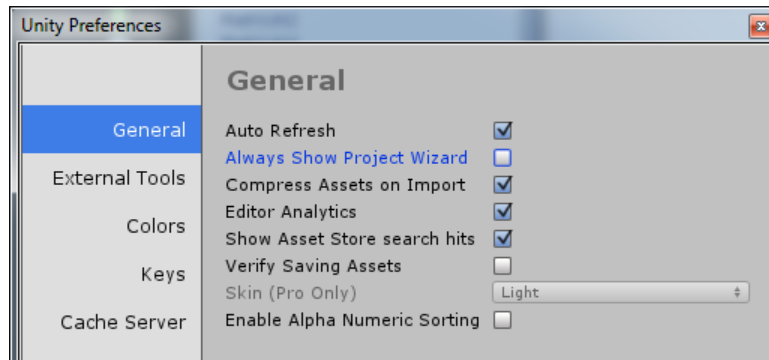 Unity Preferences
General
General
External Tools
Colors
Keys
Cache Server
Auto Refresh
Always Show Project Wizard
Compress Assets on Import
Editor Analytics
Show Asset Store search hits
Verify Saving Assets
Skin (Pro Only) Light
Enable Alpha Numeric Sorting